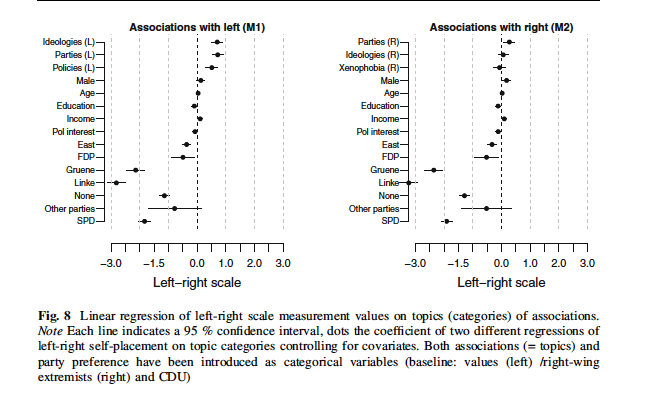 Associations with left (M1)
Ideologies (L)
Parties (L)
Policies (L)
Male
Age
Education
Income
Pol interest
East
FDP
Gruene
Linke
None
Other parties
SPD
-3.0 -1.5 0.0 1.0 2.0 3.0
Left–right scale
Associations with right (M2)
Parties (R)
Ideologies (R)
Xenophobia (R)
Male
Age
Education
Income
Pol interest
East
FDP
Gruene
Linke
None
Other parties
SPD
-3.0 -1.5 0.0 1.0 2.0 3.0
Left–right scale
Fig. 8 Linear regression of left-right scale measurement values on topics (categories) of associations.
Note Each line indicates a 95 % confidence interval, dots the coefficient of two different regressions of
left-right self-placement on topic categories controlling for covariates. Both associations (= topics) and
party preference have been introduced as categorical variables (baseline: values (left) /right-wing
extremists (right) and CDU)